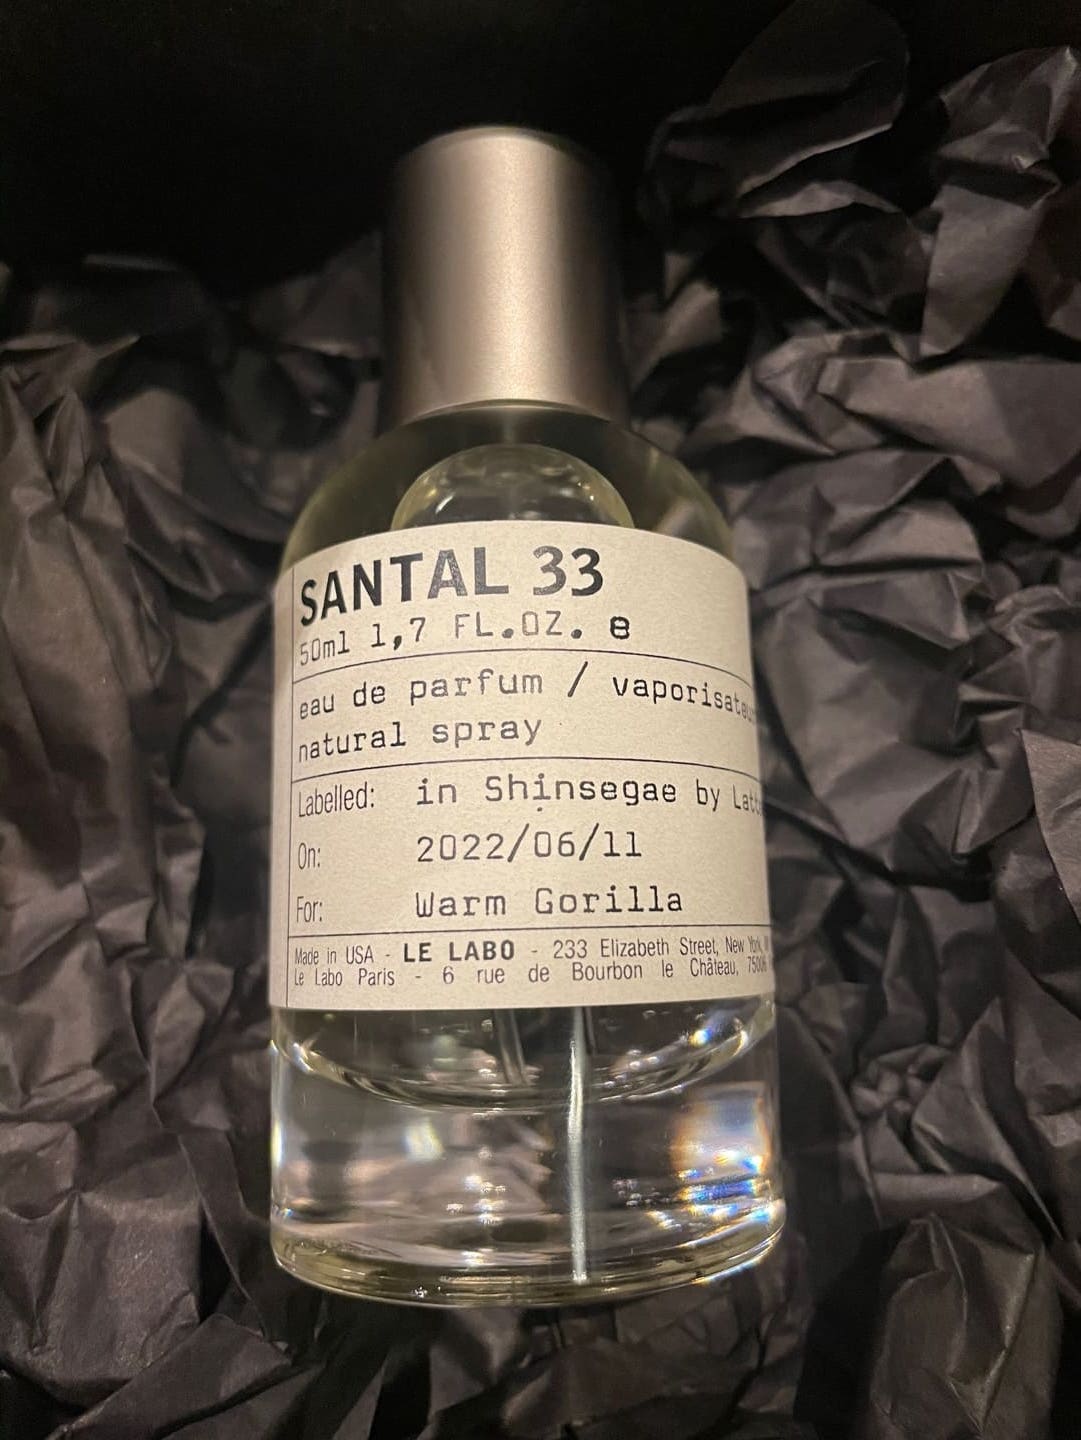 SANTAL 33
50ml 1,7 FL.OZ. e
eau de parfum /
natural spray
Labelled: in Shinsegae by
On: 2022/06/11
For: Warm Gorilla
Made in USA - LE LABO - 233 Elizabeth Street, New York,
Le Labo Paris - 6 rue de Bourbon le Château, 75006